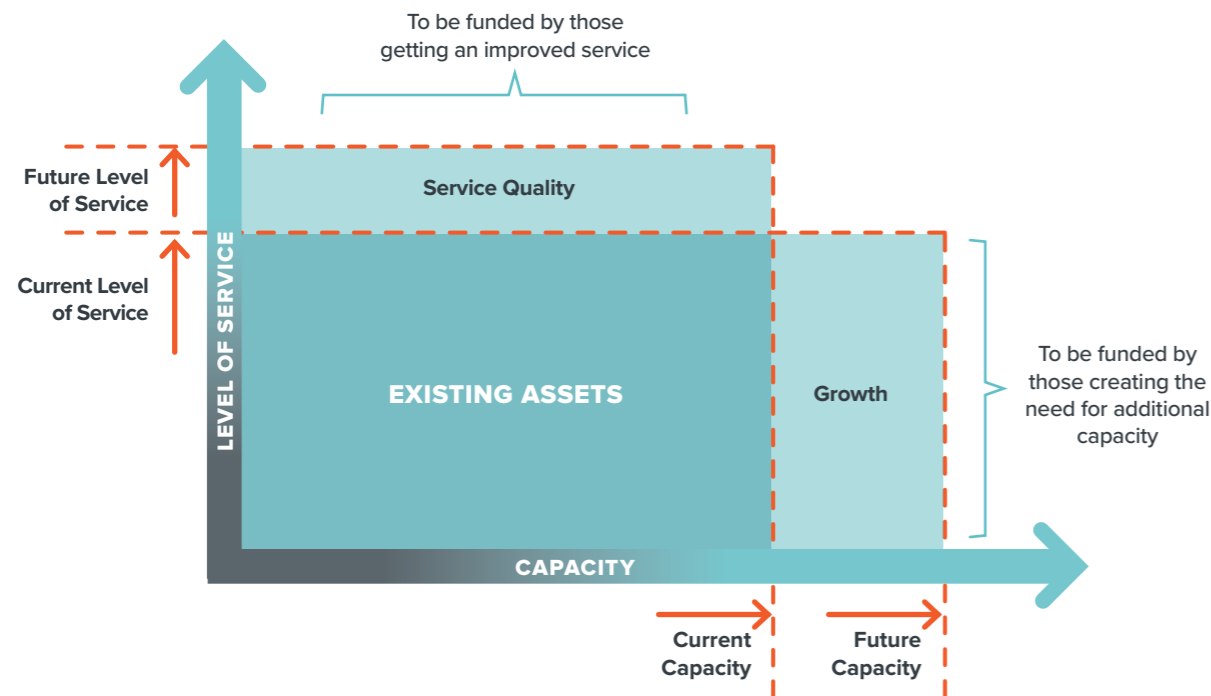 To be funded by those
getting an improved service
Future Level
of Service
Service Quality
Current Level
of Service
LEVEL OF SERVICE
EXISTING ASSETS
Growth
To be funded by
those creating the
need for additional
capacity
CAPACITY
Current
Capacity
Future
Capacity